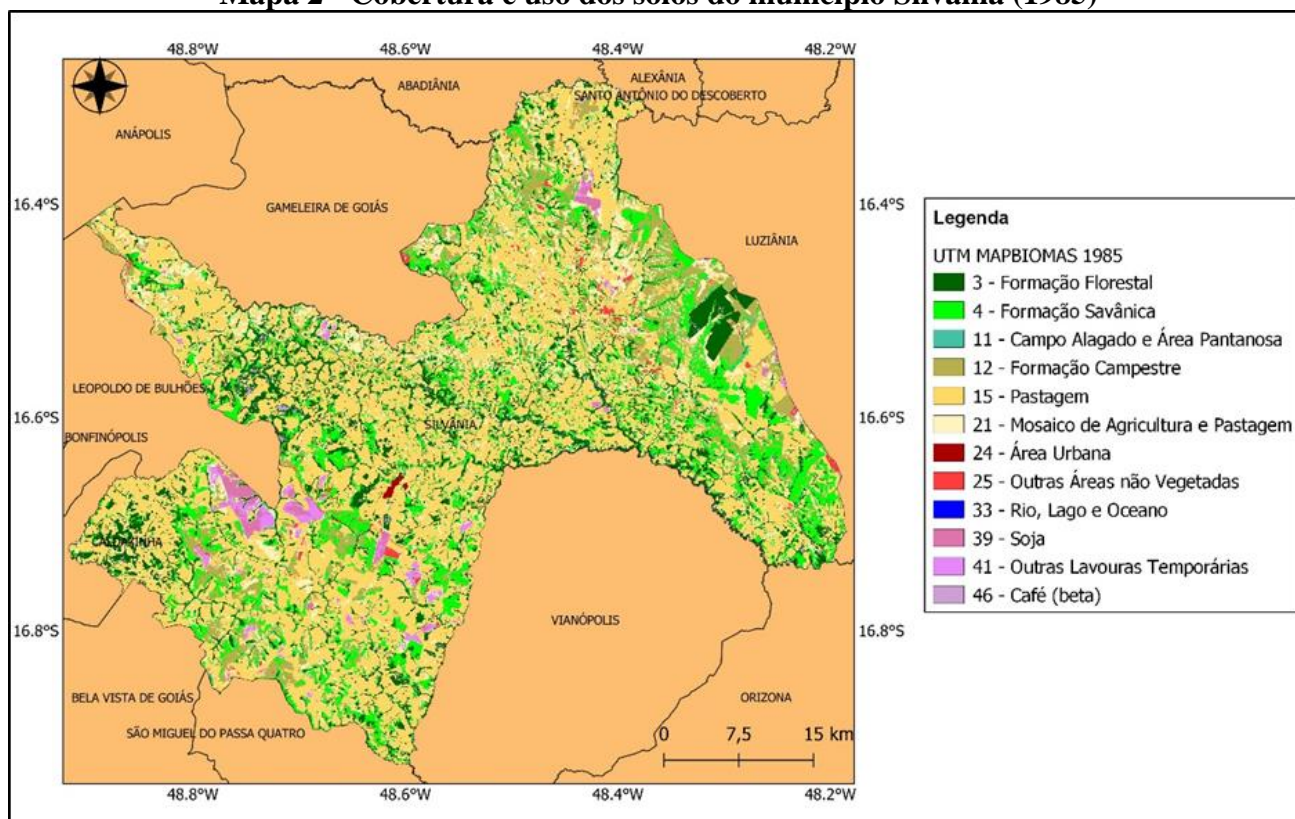 Mapa 2 - Cobertura e uso dos solos do município Silvânia (1985)
48.8°W 48.6°W 48.4°W 48.2°W
ABADIÂNIA
ALEXÂNIA
SANTO ANTÔNIO DO DESCOBERTO
ANÁPOLIS
16.4°S 16.4°S
GAMELEIRA DE GOIÁS
LUZIÂNIA
LEOPOLDO DE BULHÕES
16.6°S 16.6°S
SILVÂNIA
BONFINÓPOLIS
CALDAZINHA
VIANÓPOLIS
16.8°S 16.8°S
BELA VISTA DE GOIÁS
ORIZONA
SÃO MIGUEL DO PASSA QUATRO
0 7,5 15 km
48.8°W 48.6°W 48.4°W 48.2°W
Legenda
UTM MAPBIOMAS 1985
3 - Formação Florestal
4 - Formação Savânica
11 - Campo Alagado e Área Pantanosa
12 - Formação Campestre
15 - Pastagem
21 - Mosaico de Agricultura e Pastagem
24 - Área Urbana
25 - Outras Áreas não Vegetadas
33 - Rio, Lago e Oceano
39 - Soja
41 - Outras Lavouras Temporárias
46 - Café (beta)